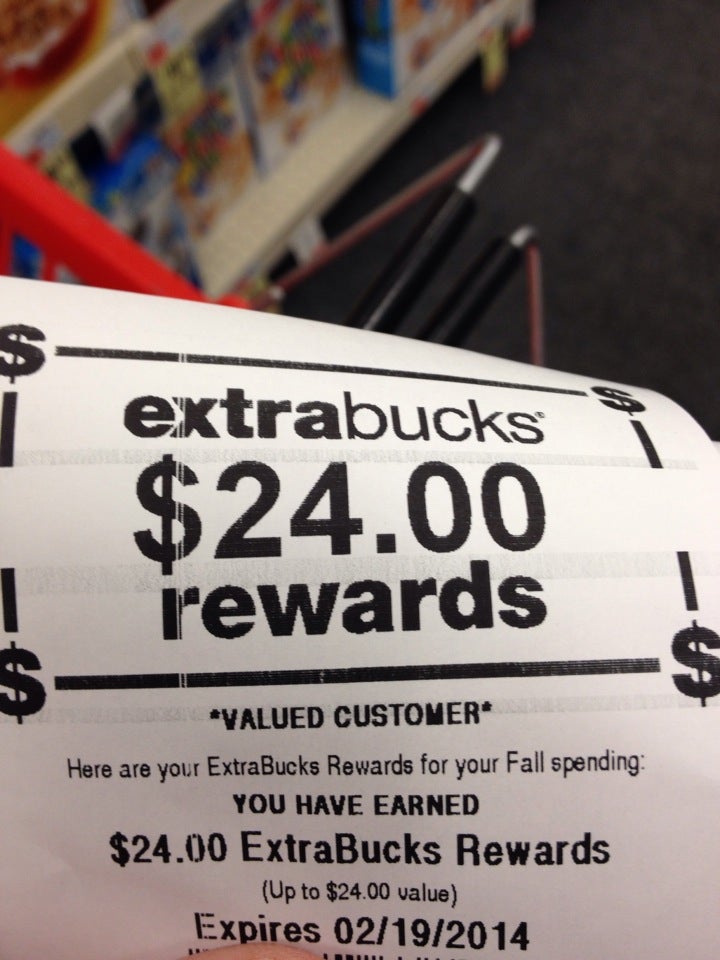 $ $
extrabucks®
$24.00
rewards
$ $
*VALUED CUSTOMER*
Here are your ExtraBucks Rewards for your Fall spending:
YOU HAVE EARNED
$24.00 ExtraBucks Rewards
(Up to $24.00 value)
Expires 02/19/2014